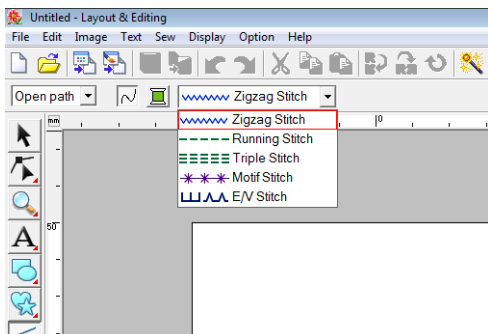 Untitled - Layout & Editing
File Edit Image Text Sew Display Option Help
Open path Zigzag Stitch
mm 0
Zigzag Stitch
Running Stitch
Triple Stitch
Motif Stitch
E/V Stitch
50
A